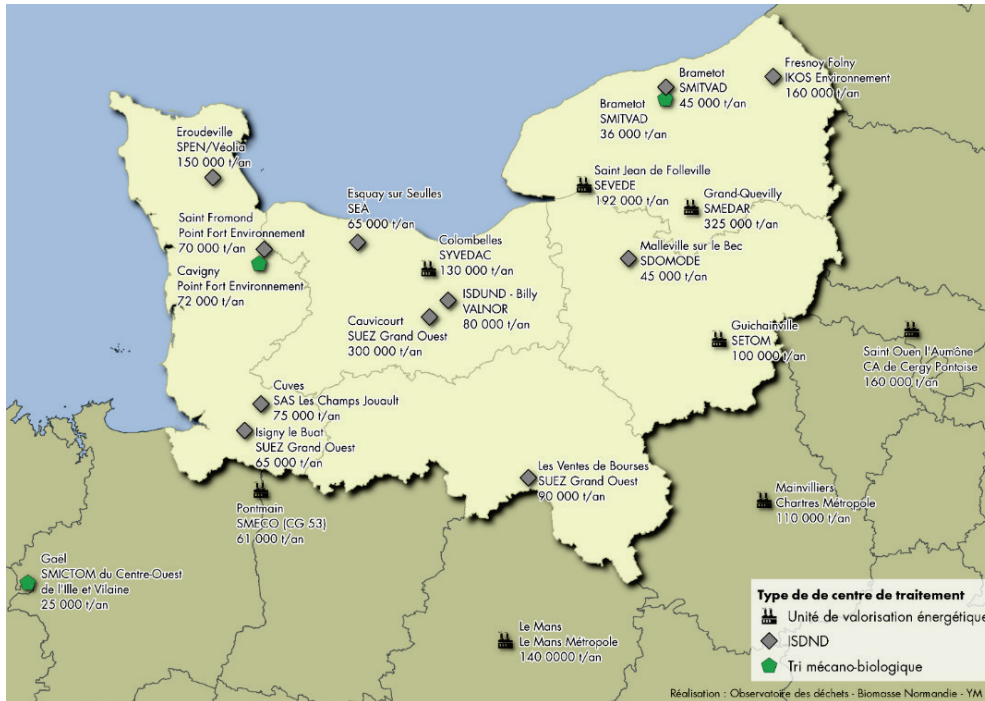 Fresnoy Folny
IKOS Environnement
160 000 t/an
Brametot
SMITVAD
45 000 t/an
Brametot
SMITVAD
36 000 t/an
Eroudeville
SPEN/Véolia
150 000 t/an
Saint Jean de Folleville
SEVEDE
192 000 t/an
Grand-Quevilly
SMEDAR
325 000 t/an
Esquay sur Seulles
SEA
65 000 t/an
Saint Fromond
Point Fort Environnement
70 000 t/an
Cavigny
Point Fort Environnement
72 000 t/an
Colombelles
SYVEDAC
130 000 t/an
Malleville sur le Bec
SDOMODE
45 000 t/an
ISDUND - Billy
VALNOR
80 000 t/an
Cauvicourt
SUEZ Grand Ouest
300 000 t/an
Guichainville
SETOM
100 000 t/an
Saint Ouen l'Aumône
CA de Cergy Pontoise
160 000 t/an
Cuves
SAS Les Champs Jouault
75 000 t/an
Isigny le Buat
SUEZ Grand Ouest
65 000 t/an
Les Ventes de Bourses
SUEZ Grand Ouest
90 000 t/an
Pontmain
SMECO (CG 53)
61 000 t/an
Mainvilliers
Chartres Métropole
110 000 t/an
Gaël
SMICTOM du Centre-Ouest
de l'Ille et Vilaine
25 000 t/an
Le Mans
Le Mans Métropole
140 0000 t/an
Type de de centre de traitement
Unité de valorisation énergétique
ISDND
Tri mécano-biologique
Réalisation : Observatoire des déchets - Biomasse Normandie - YM